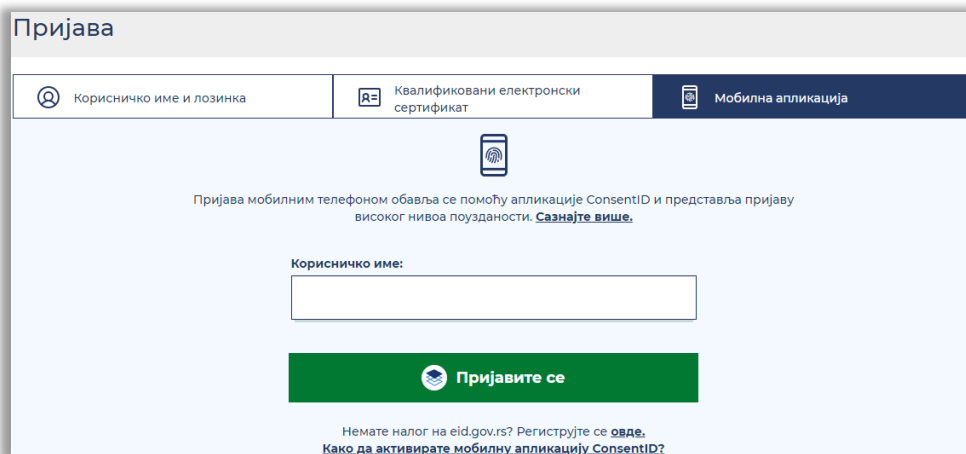 Пријава
Корисничко име и лозинка
Квалификовани електронски
сертификат
Мобилна апликација
Пријава мобилним телефоном обавља се помоћу апликације ConsentID и представља пријаву
високог нивоа поузданости. Сазнајте више.
Корисничко име:
Пријавите се
Немате налог на eid.gov.rs? Региструјте се овде.
Како да активирате мобилну апликацију ConsentID?